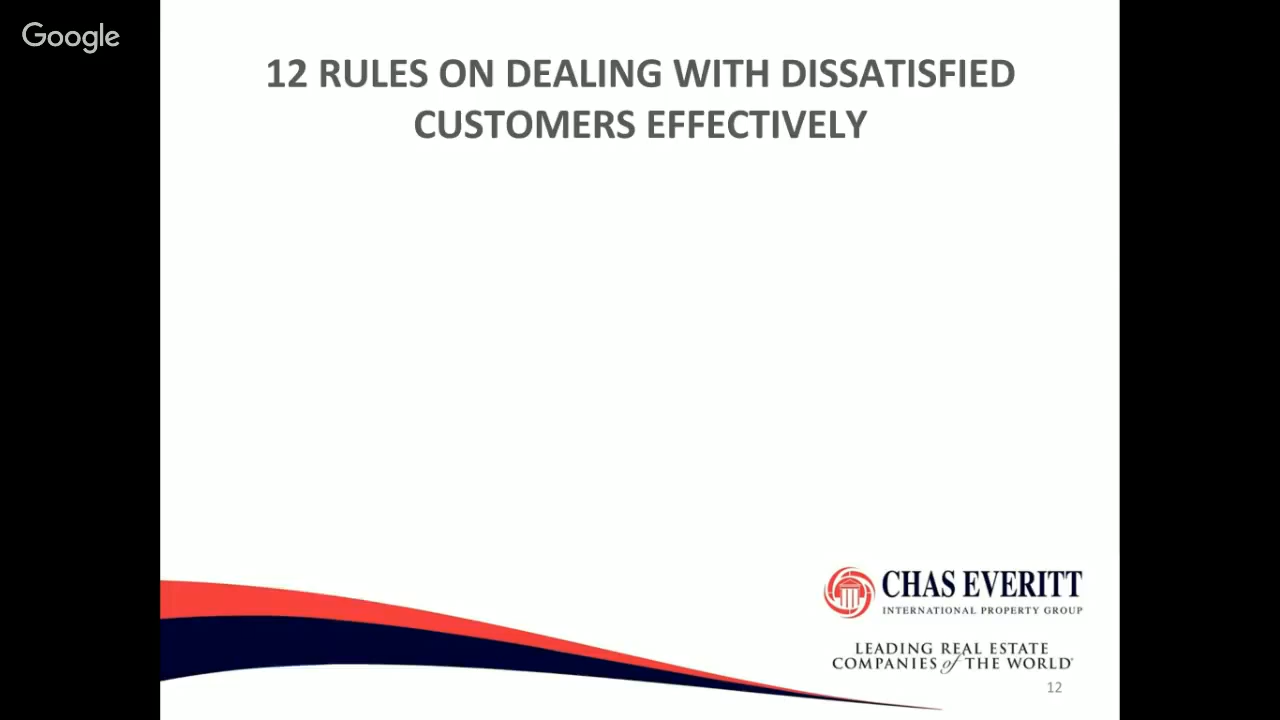 Google
12 RULES ON DEALING WITH DISSATISFIED
CUSTOMERS EFFECTIVELY
CHAS EVERITT
INTERNATIONAL PROPERTY GROUP
LEADING REAL ESTATE
COMPANIES of THE WORLD®
12